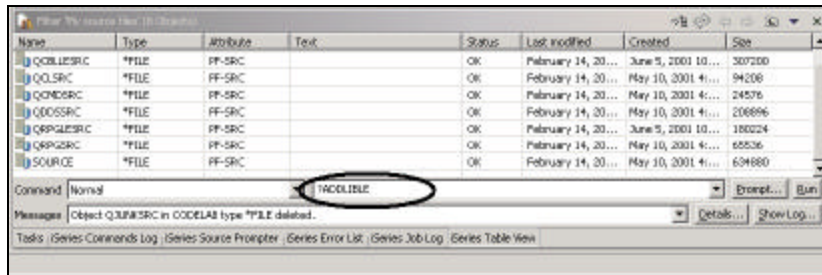 Filter 'My source files' (8 Objects)
Name Type Attribute Text Status Last modified Created Size
QCBLLESRC *FILE PF-SRC OK February 14, 20... June 5, 2001 10... 307200
QCLSRC *FILE PF-SRC OK February 14, 20... May 10, 2001 4:... 94208
QCMDSRC *FILE PF-SRC OK February 14, 20... May 10, 2001 4:... 24576
QDDSSRC *FILE PF-SRC OK February 14, 20... May 10, 2001 4:... 208896
QRPGLESRC *FILE PF-SRC OK February 14, 20... June 5, 2001 10... 180224
QRPGSRC *FILE PF-SRC OK February 14, 20... May 10, 2001 4:... 65536
SOURCE *FILE PF-SRC OK February 14, 20... May 10, 2001 4:... 634880
Command Normal ?ADDLIBLE Prompt... Run
Messages Object QJUNKSRC in CODELAB type *FILE deleted. Details... Show Log...
Tasks iSeries Commands Log iSeries Source Prompter iSeries Error List iSeries Job Log iSeries Table View